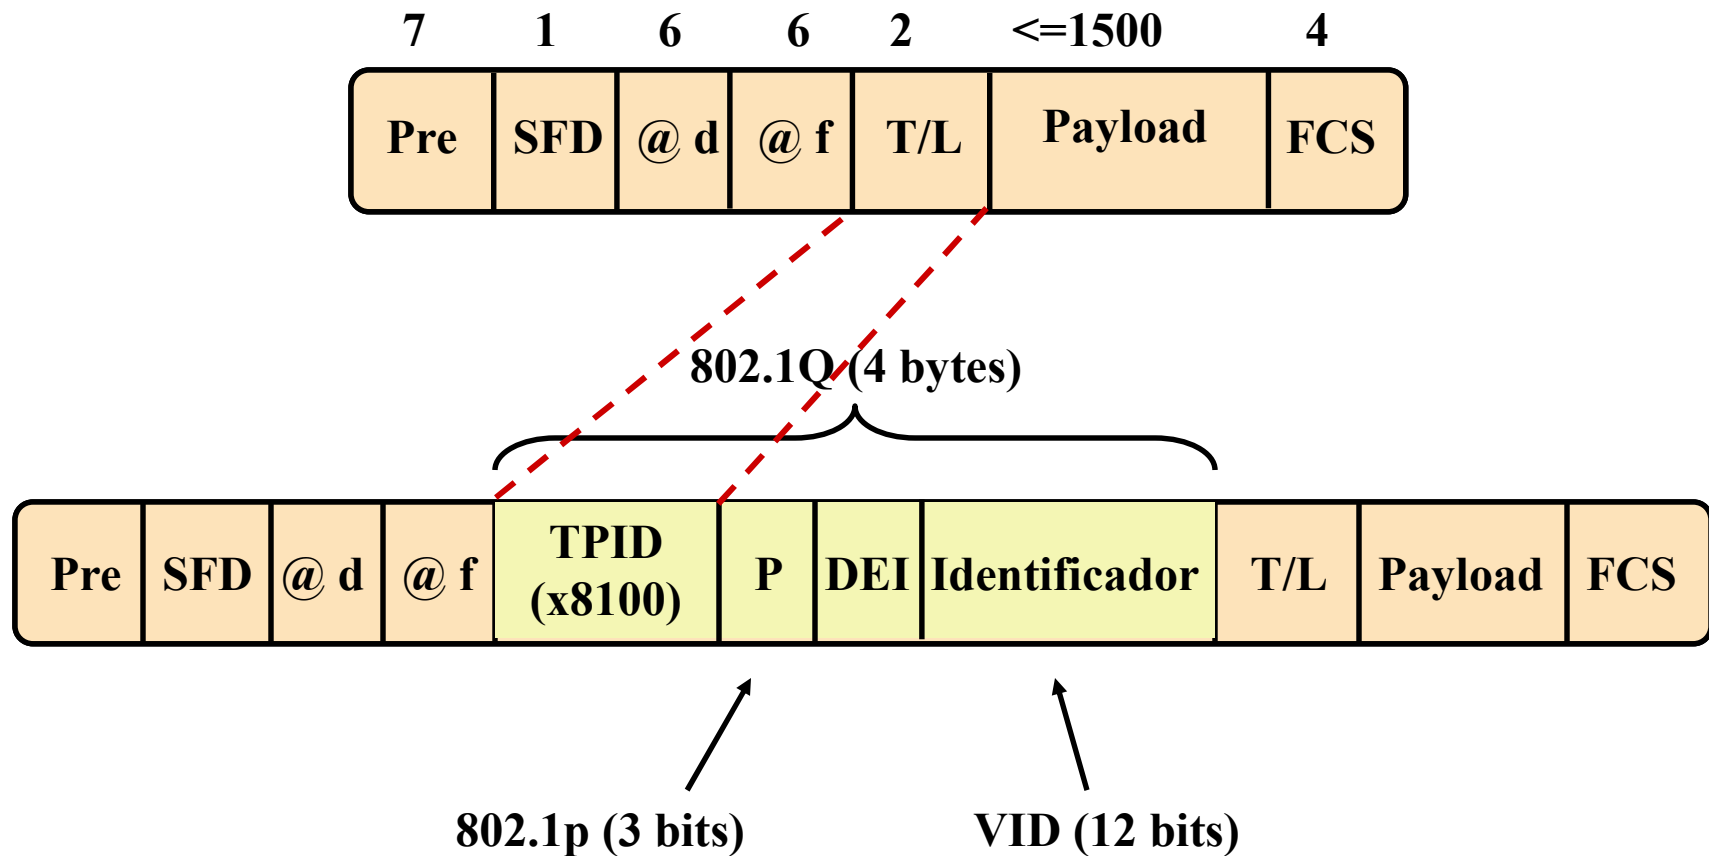 7 1 6 6 2 <=1500 4
Pre SFD @ d @ f T/L Payload FCS
802.1Q (4 bytes)
Pre SFD @ d @ f TPID (x8100) P DEI Identificador T/L Payload FCS
802.1p (3 bits) VID (12 bits)